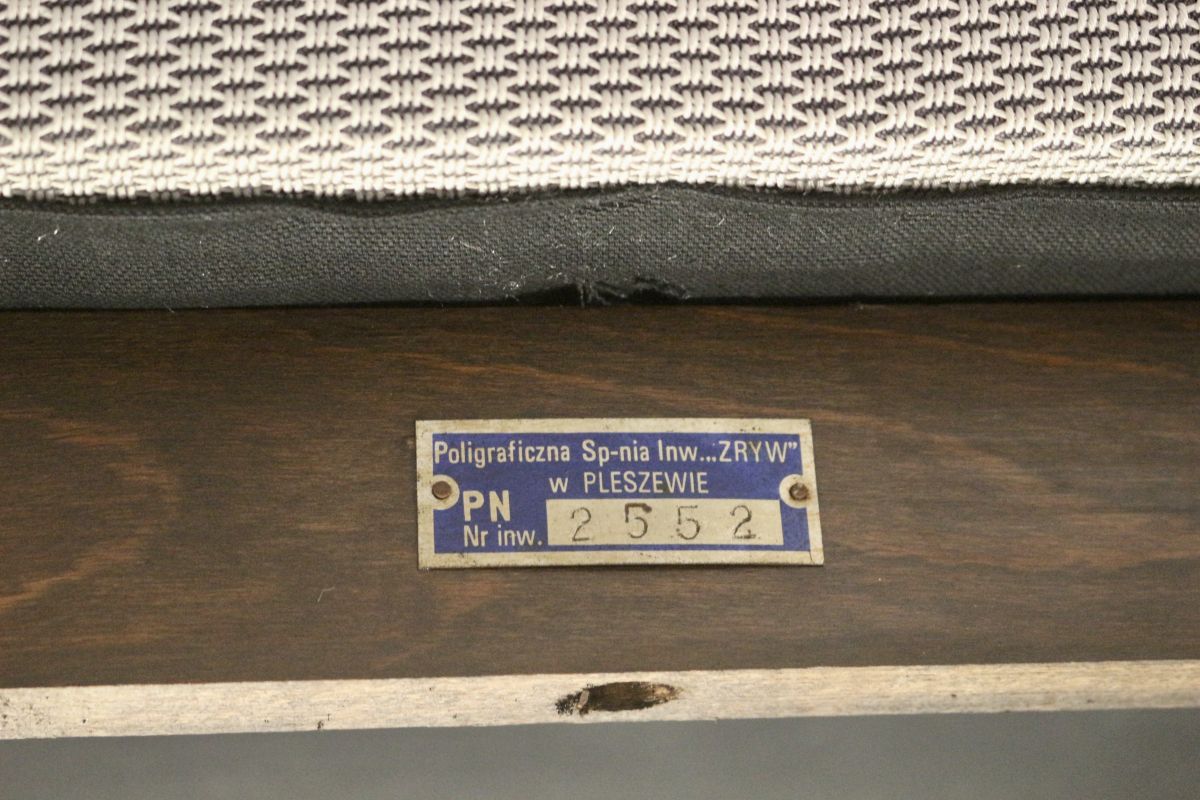 Poligraficzna Sp-nia Inw. „ZRYW”
w PLESZEWIE
PN
Nr inw. 2552